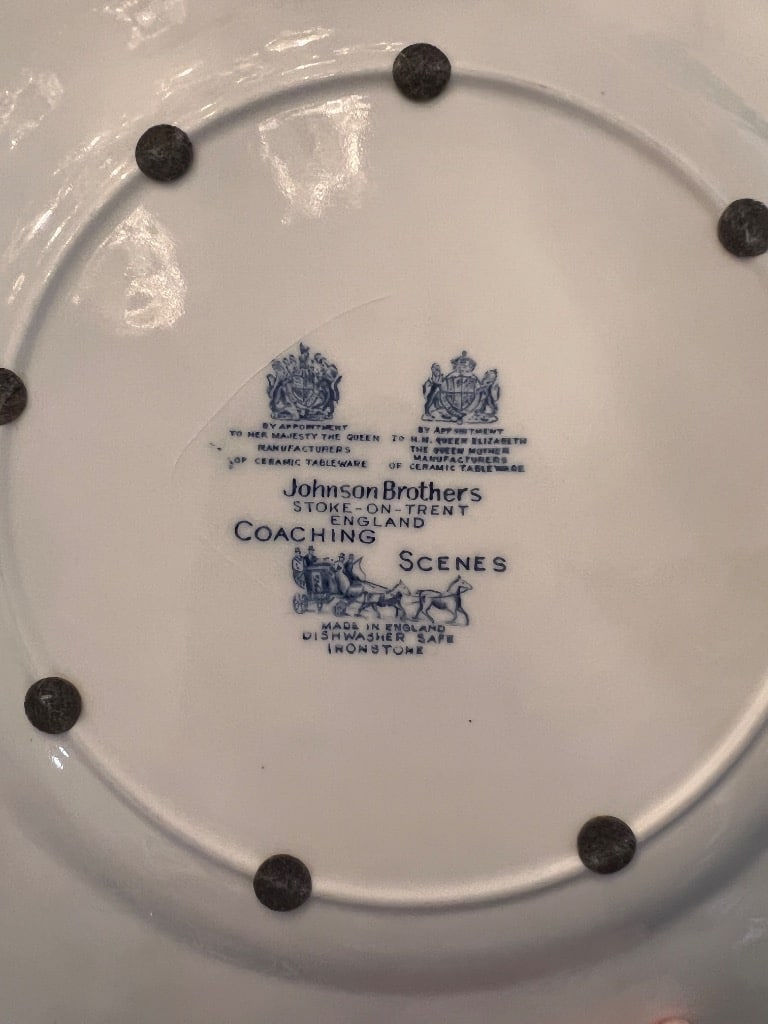 BY APPOINTMENT
TO HER MAJESTY THE QUEEN
MANUFACTURERS
OF CERAMIC TABLEWARE
BY APPOINTMENT
TO H.M. QUEEN ELIZABETH
THE QUEEN MOTHER
MANUFACTURERS
OF CERAMIC TABLEWARE
Johnson Brothers
STOKE-ON-TRENT
ENGLAND
COACHING
SCENES
MADE IN ENGLAND
DISHWASHER SAFE
IRONSTONE